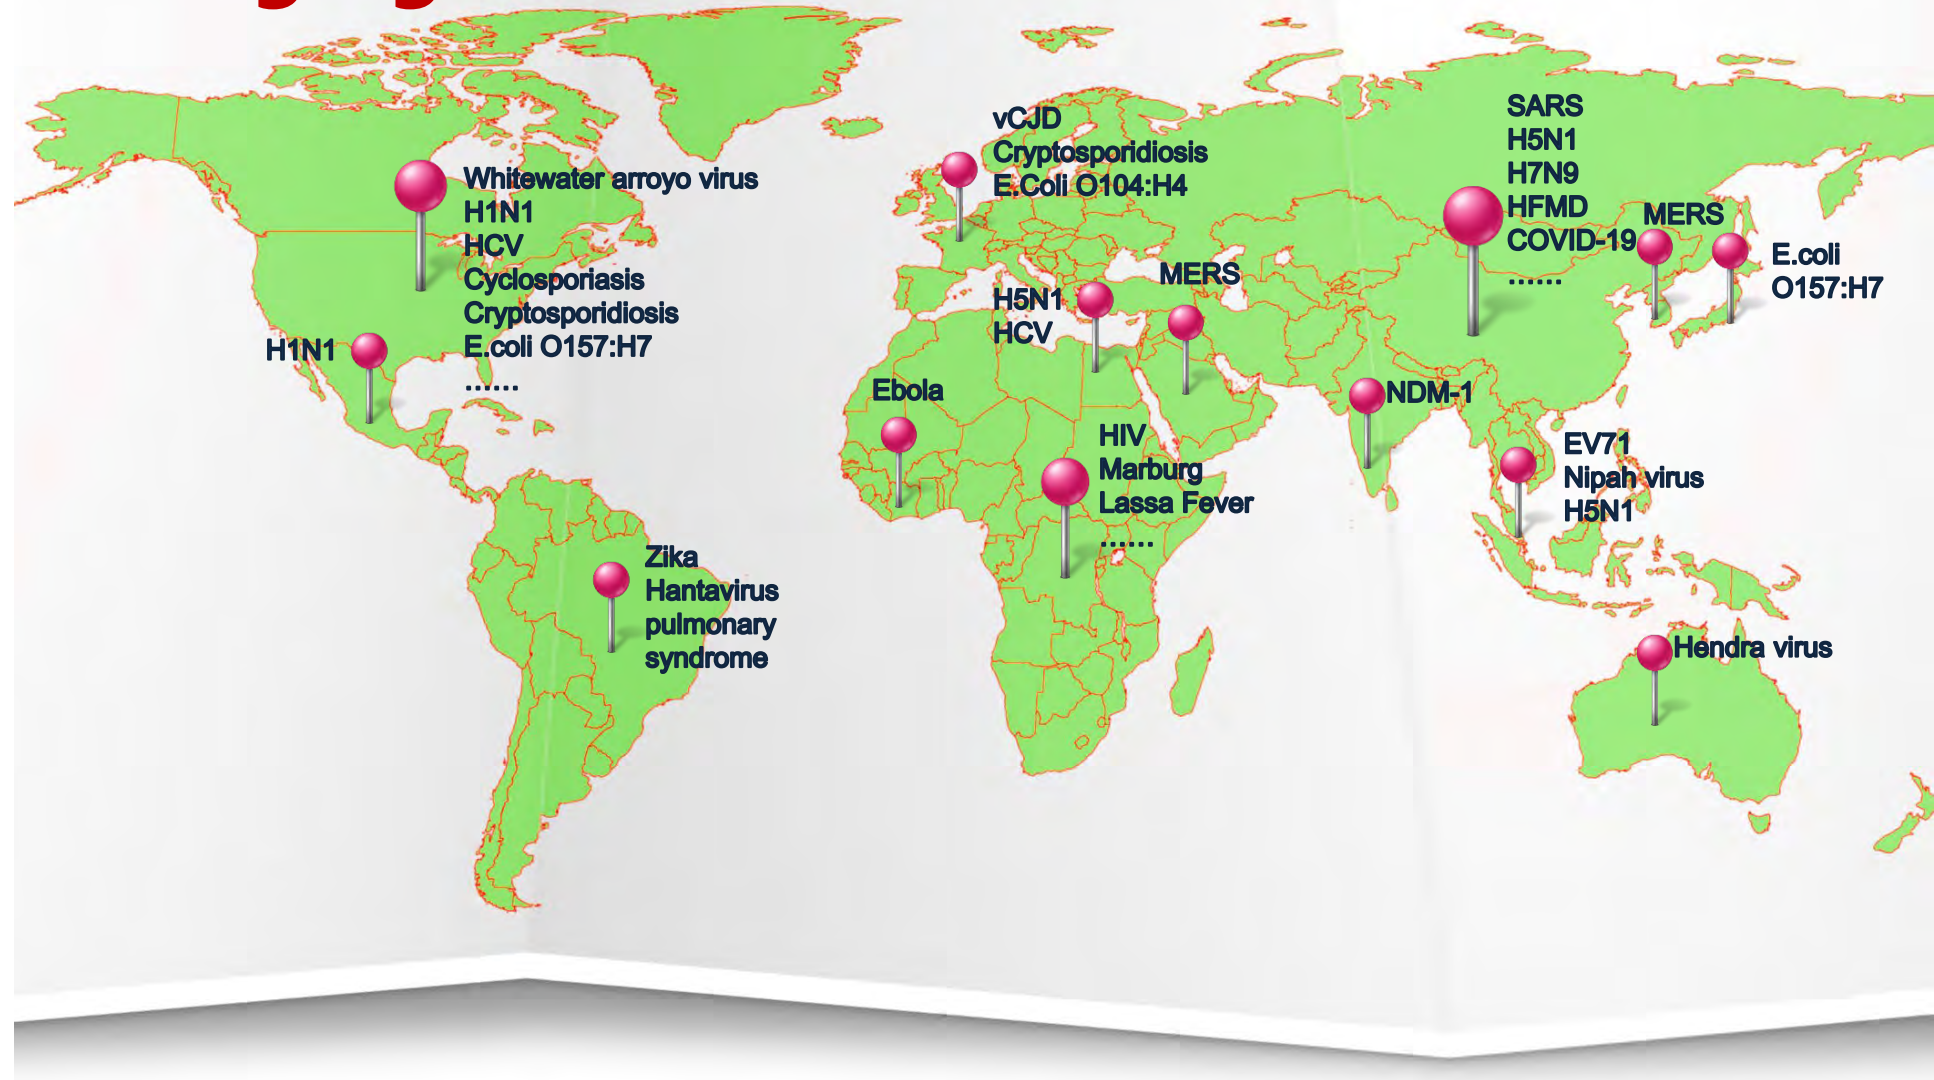 Whitewater arroyo virus
H1N1
HCV
Cyclosporiasis
Cryptosporidiosis
E.coli O157:H7
......
H1N1
Zika
Hantavirus
pulmonary
syndrome
vCJD
Cryptosporidiosis
E.Coli O104:H4
H5N1
HCV
MERS
Ebola
HIV
Marburg
Lassa Fever
......
SARS
H5N1
H7N9
HFMD
COVID-19
......
MERS
E.coli
O157:H7
NDM-1
EV71
Nipah virus
H5N1
Hendra virus